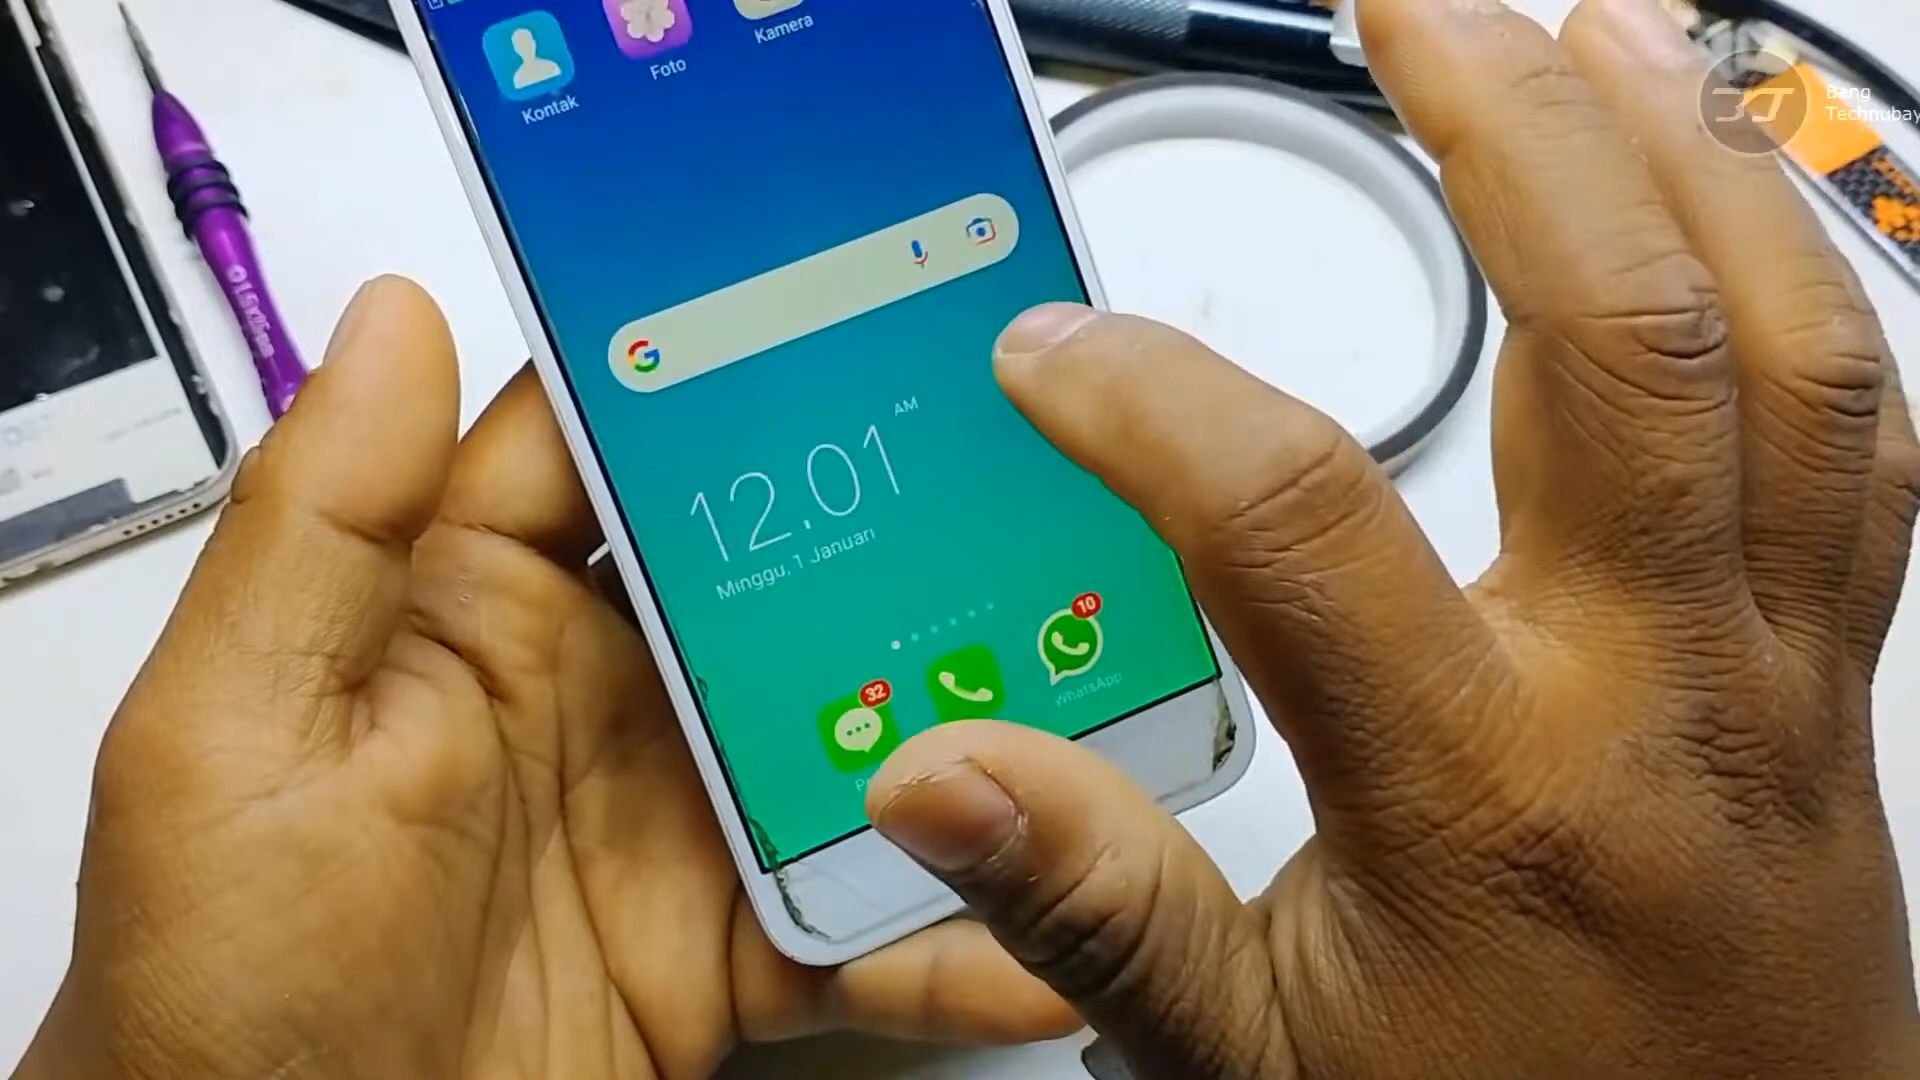 Kamera
Foto
Kontak
Bang
Technubay
G
AM
12.01
Minggu, 1 Januari
10
32
WhatsApp